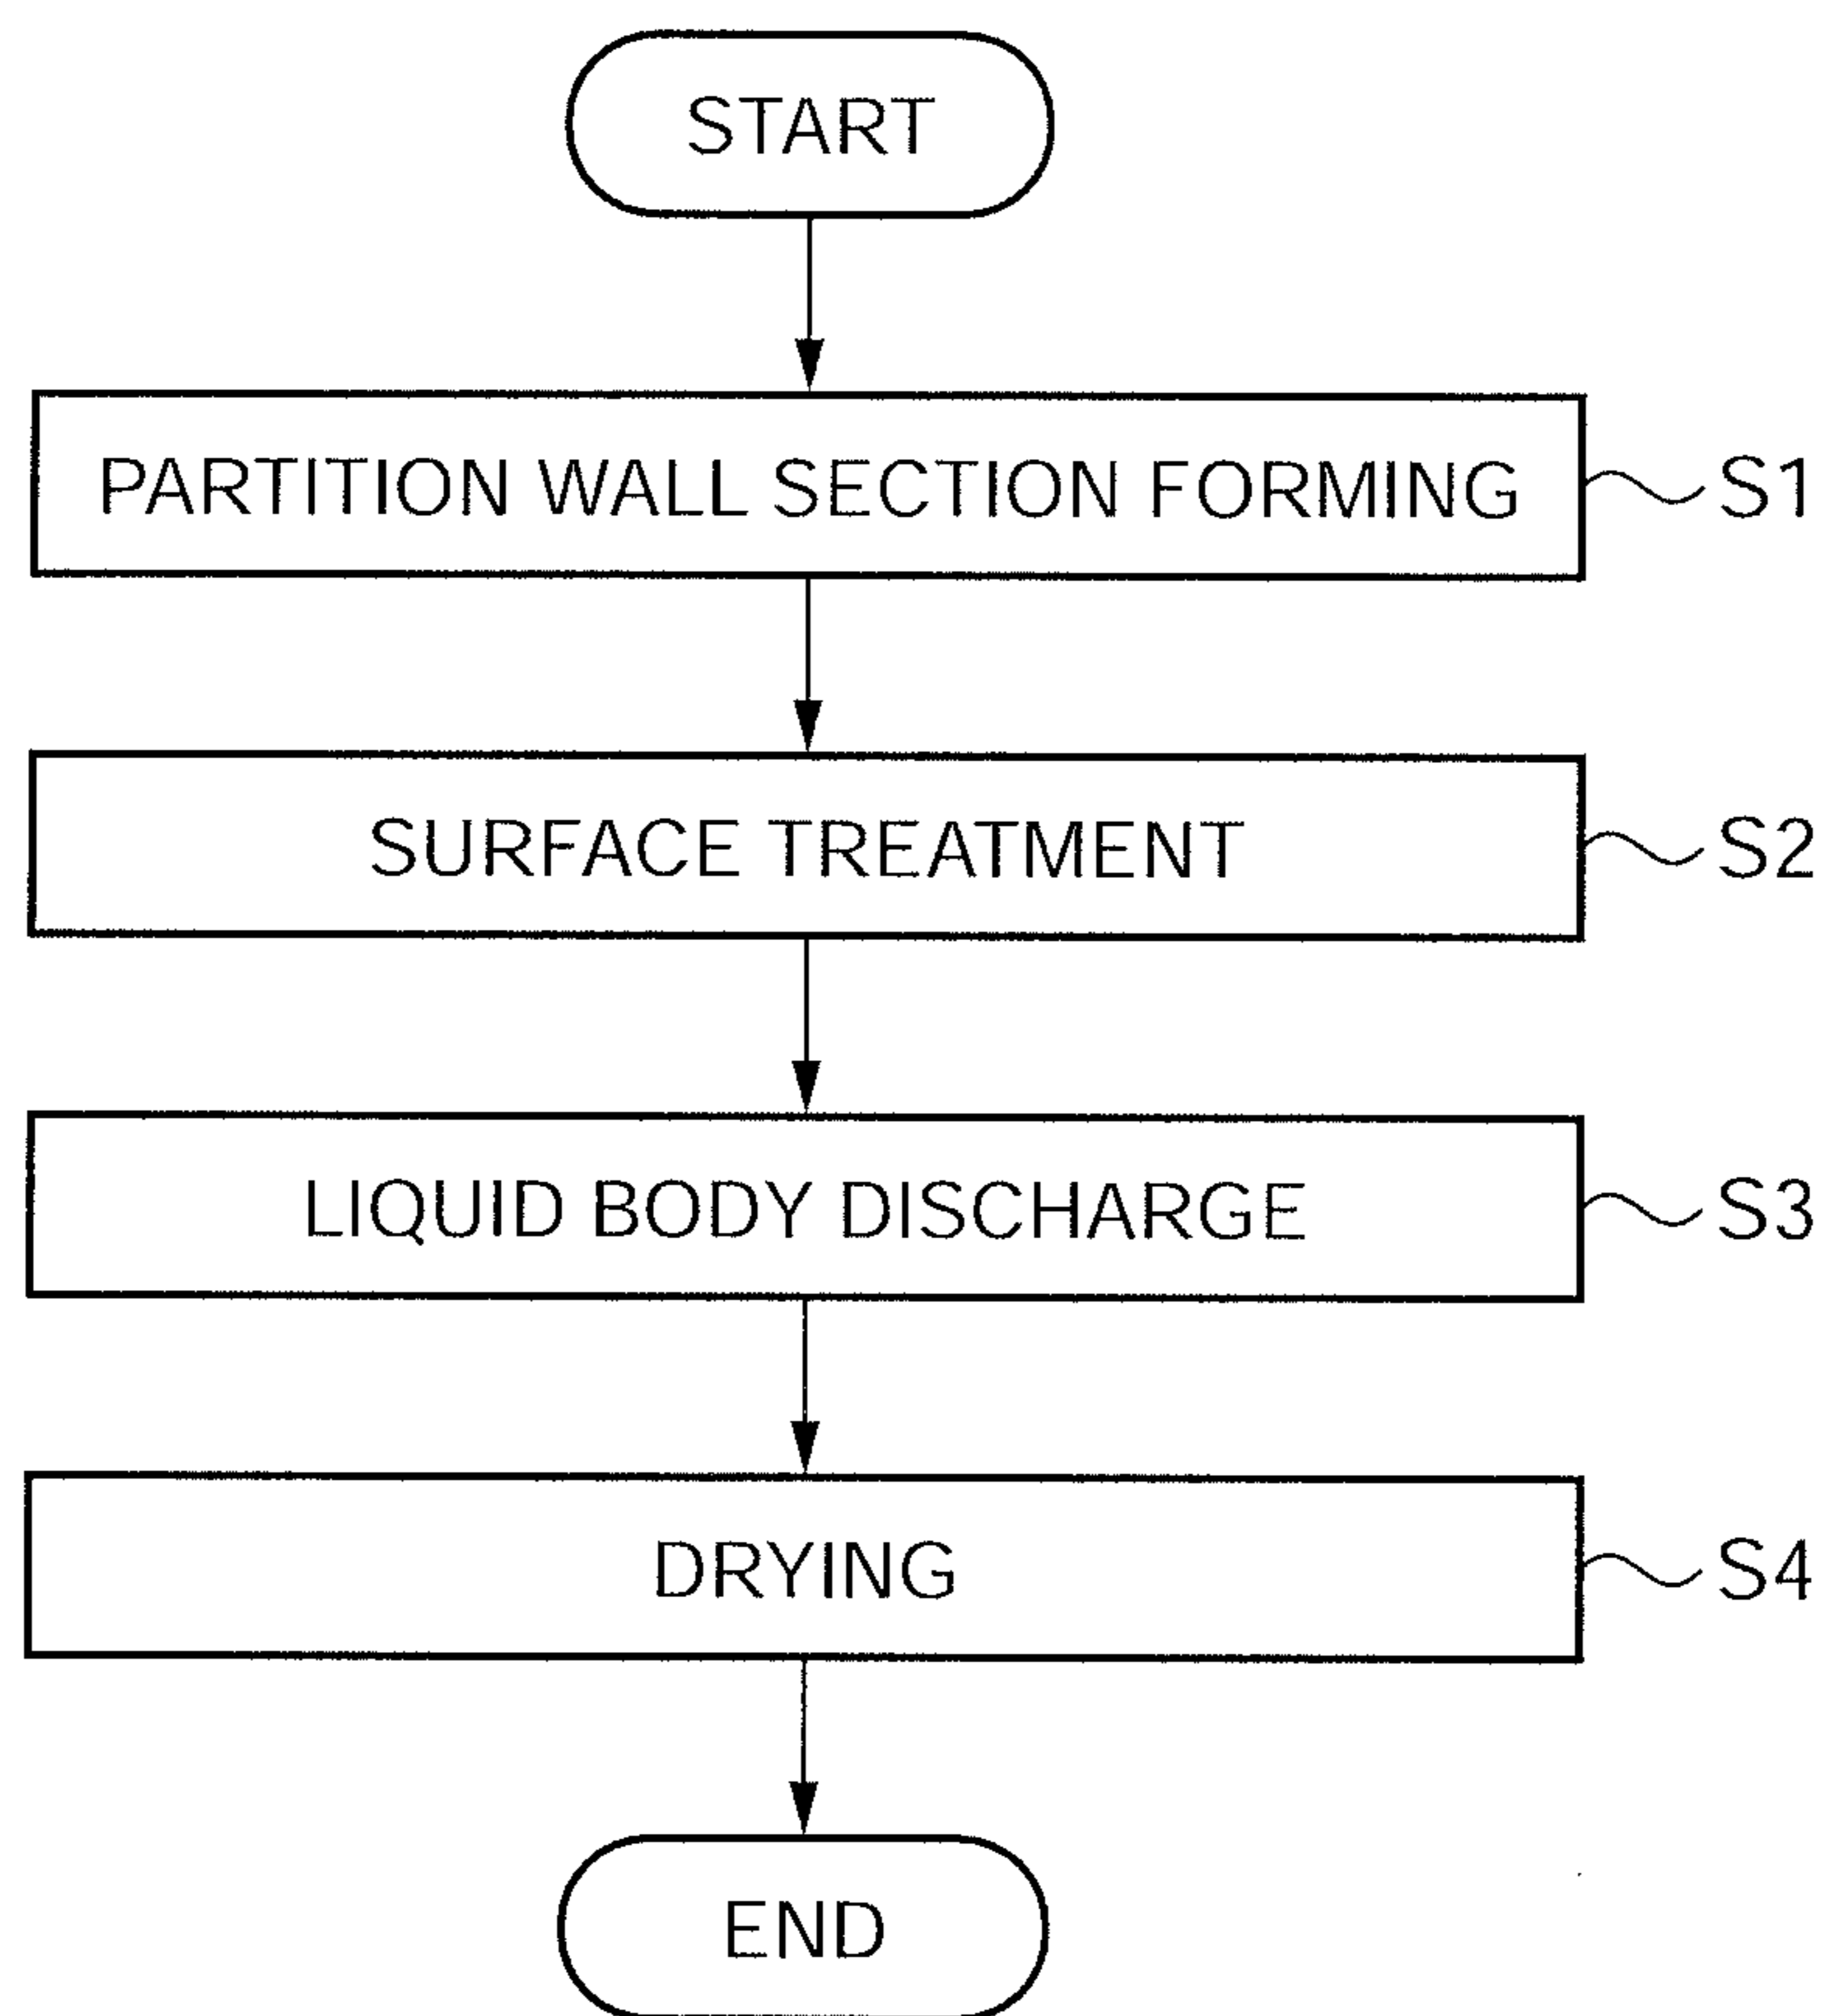 START
PARTITION WALL SECTION FORMING S1
SURFACE TREATMENT S2
LIQUID BODY DISCHARGE S3
DRYING S4
END